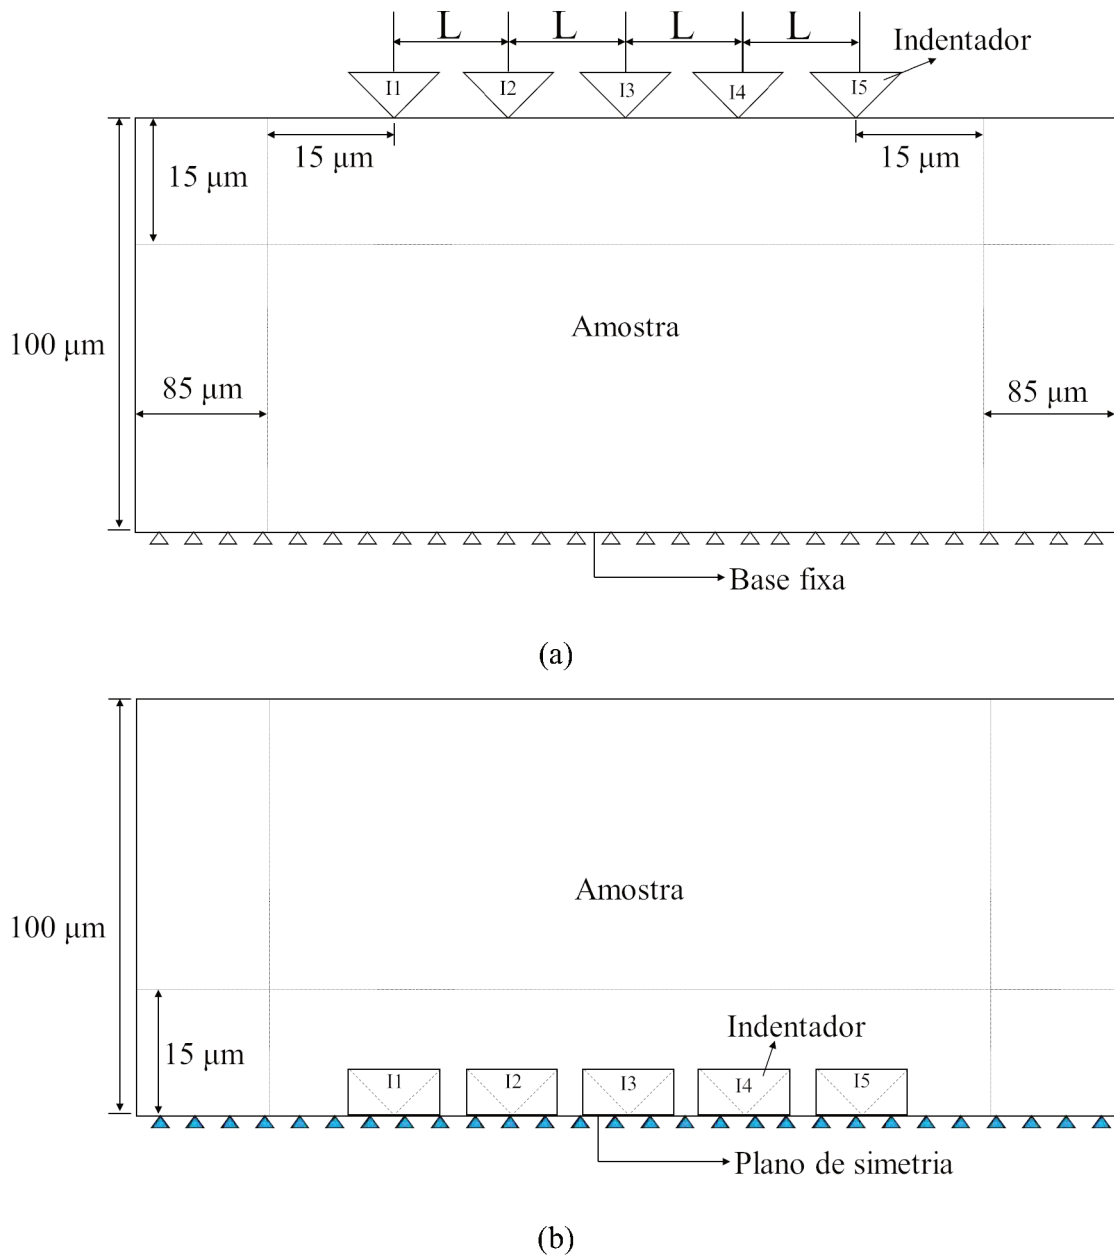 L L L L
Indentador
I1 I2 I3 I4 I5
15 μm 15 μm
15 μm
Amostra
100 μm
85 μm 85 μm
Base fixa
(a)
Amostra
100 μm
Indentador
15 μm
I1 I2 I3 I4 I5
Plano de simetria
(b)